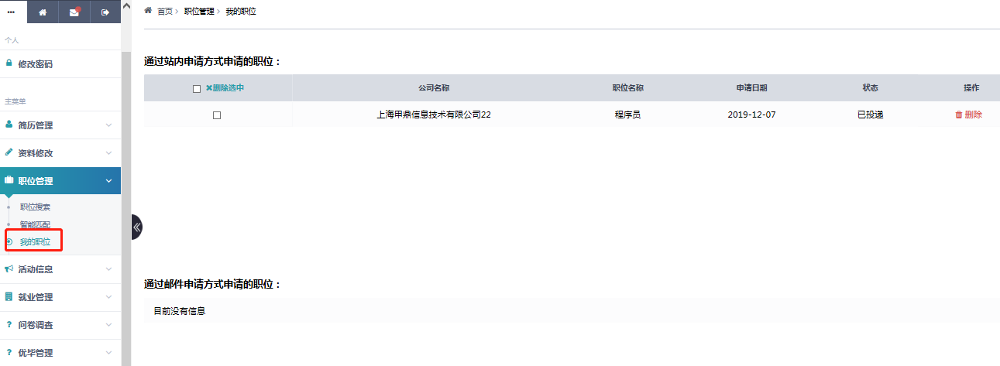 首页 > 职位管理 > 我的职位
个人
修改密码
主菜单
简历管理
资料修改
职位管理
职位搜索
智能匹配
我的职位
活动信息
就业管理
? 问卷调查
? 优毕管理
通过站内申请方式申请的职位：
✖删除选中 公司名称 职位名称 申请日期 状态 操作
上海甲鼎信息技术有限公司22 程序员 2019-12-07 已投递 删除
通过邮件申请方式申请的职位：
目前没有信息